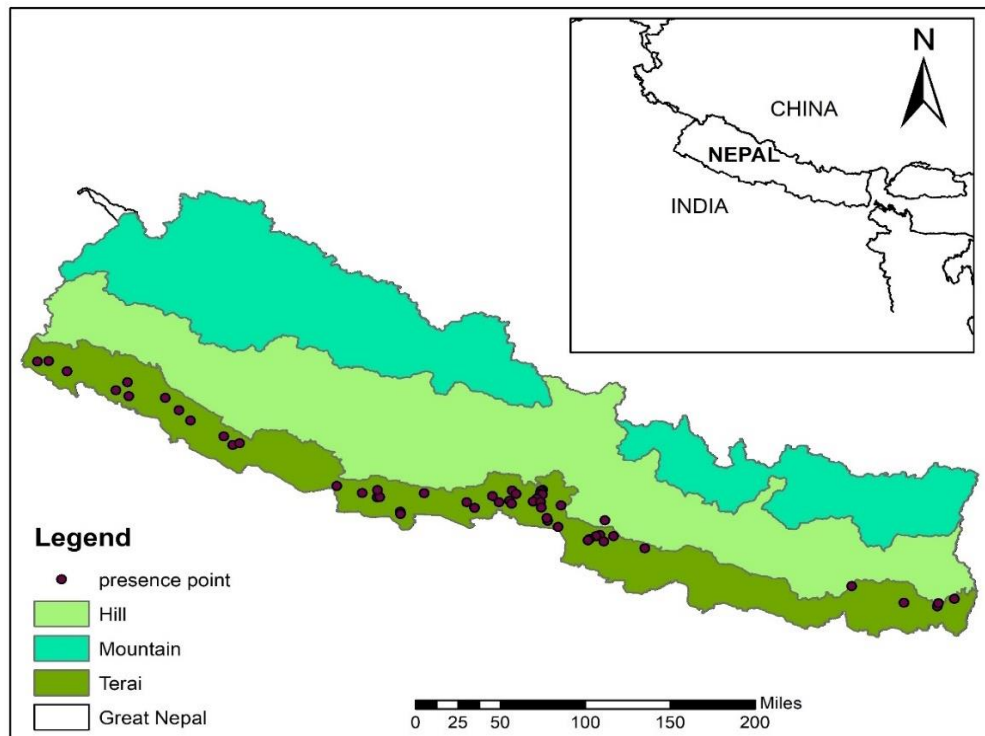 N
CHINA
NEPAL
INDIA
Legend
presence point
Hill
Mountain
Terai
Great Nepal
Miles
0 25 50 100 150 200